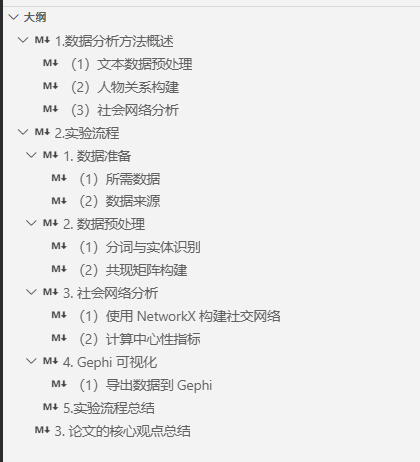 大纲
M↓ 1.数据分析方法概述
M↓ （1）文本数据预处理
M↓ （2）人物关系构建
M↓ （3）社会网络分析
M↓ 2.实验流程
M↓ 1. 数据准备
M↓ （1）所需数据
M↓ （2）数据来源
M↓ 2. 数据预处理
M↓ （1）分词与实体识别
M↓ （2）共现矩阵构建
M↓ 3. 社会网络分析
M↓ （1）使用 NetworkX 构建社交网络
M↓ （2）计算中心性指标
M↓ 4. Gephi 可视化
M↓ （1）导出数据到 Gephi
M↓ 5.实验流程总结
M↓ 3. 论文的核心观点总结